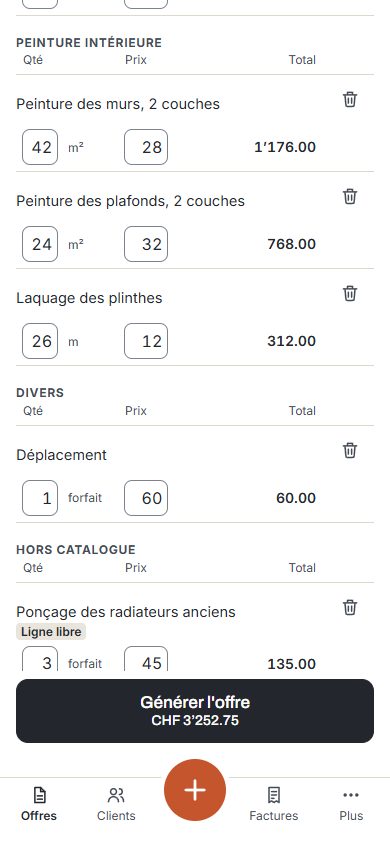 PEINTURE INTÉRIEURE
Qté Prix Total
Peinture des murs, 2 couches
42 m² 28 1’176.00
Peinture des plafonds, 2 couches
24 m² 32 768.00
Laquage des plinthes
26 m 12 312.00
DIVERS
Qté Prix Total
Déplacement
1 forfait 60 60.00
HORS CATALOGUE
Qté Prix Total
Ponçage des radiateurs anciens
Ligne libre
3 forfait 45 135.00
Générer l'offre
CHF 3’252.75
Offres Clients Factures Plus